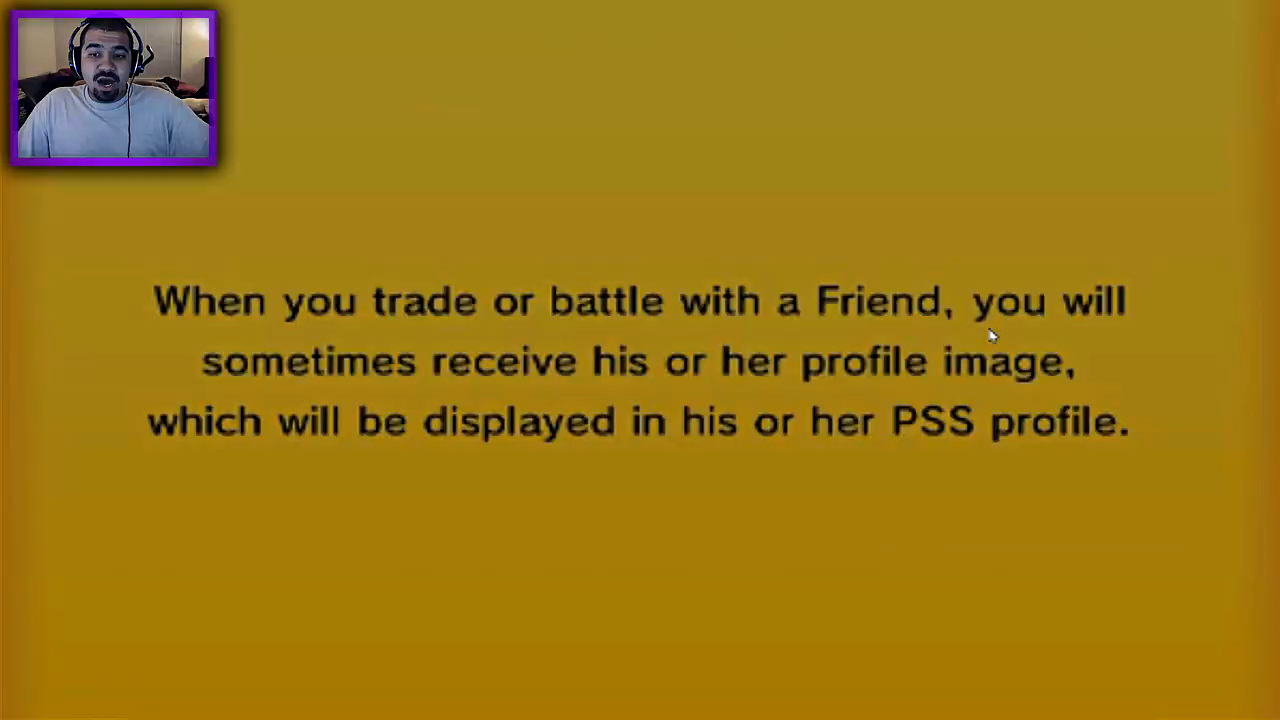 When you trade or battle with a Friend, you will
sometimes receive his or her profile image,
which will be displayed in his or her PSS profile.